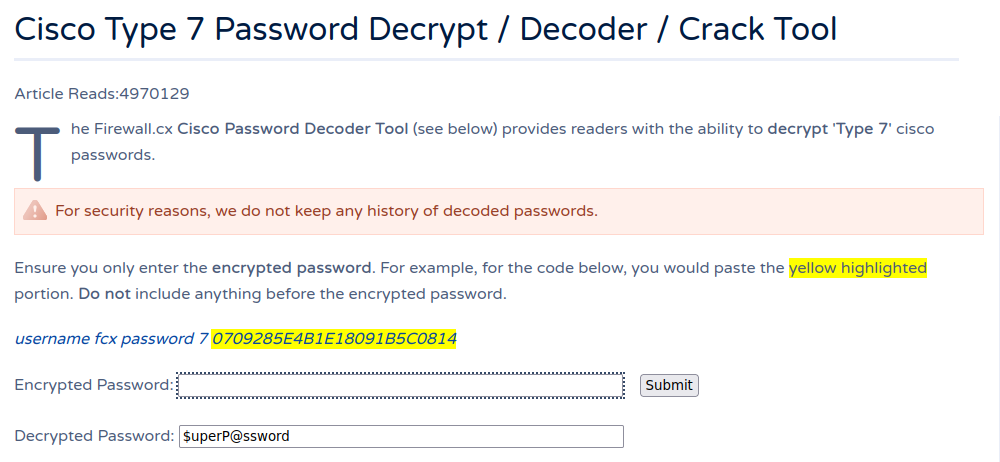 Cisco Type 7 Password Decrypt / Decoder / Crack Tool
Article Reads:4970129
The Firewall.cx Cisco Password Decoder Tool (see below) provides readers with the ability to decrypt 'Type 7' cisco
passwords.
For security reasons, we do not keep any history of decoded passwords.
Ensure you only enter the encrypted password. For example, for the code below, you would paste the yellow highlighted
portion. Do not include anything before the encrypted password.
username fcx password 7 0709285E4B1E18091B5C0814
Encrypted Password: Submit
Decrypted Password: $uperP@ssword